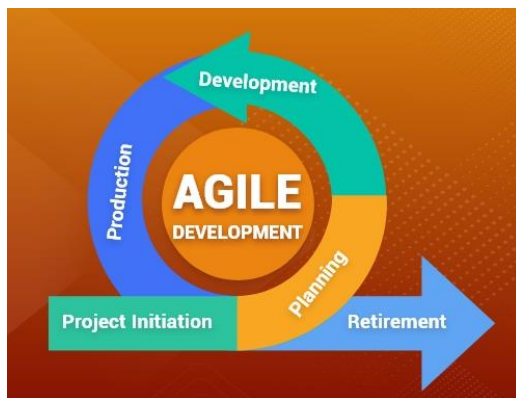 Development
Production
AGILE
DEVELOPMENT
Planning
Project Initiation
Retirement